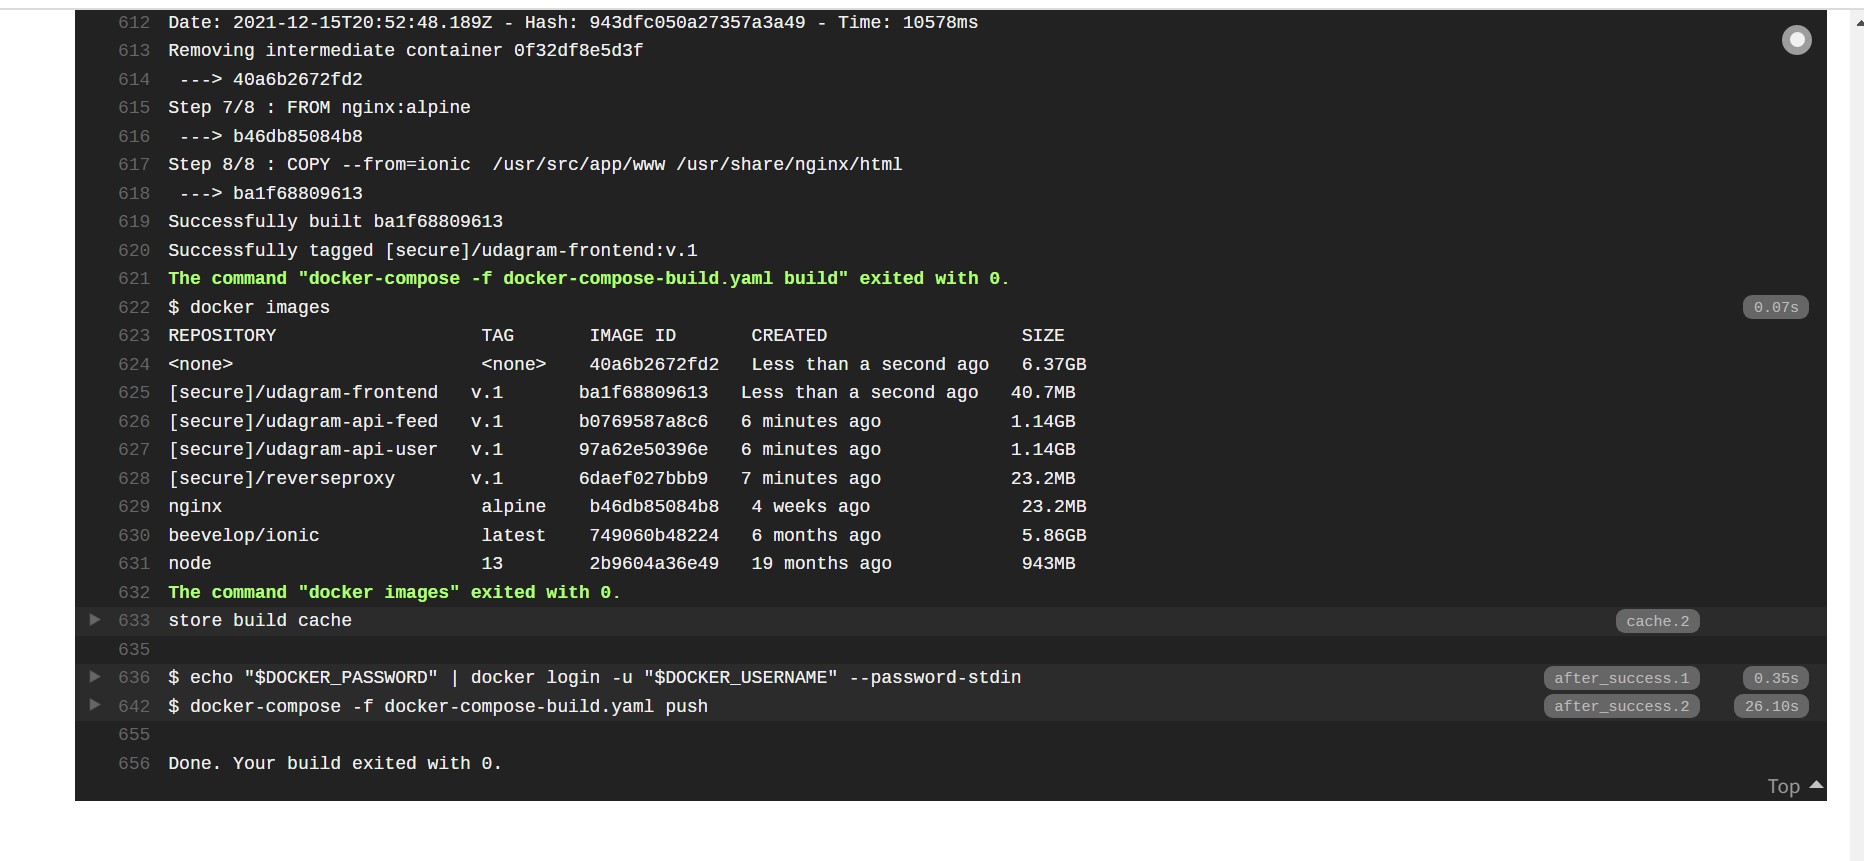 612 Date: 2021-12-15T20:52:48.189Z - Hash: 943dfc050a27357a3a49 - Time: 10578ms
613 Removing intermediate container 0f32df8e5d3f
614  ---> 40a6b2672fd2
615 Step 7/8 : FROM nginx:alpine
616  ---> b46db85084b8
617 Step 8/8 : COPY --from=ionic  /usr/src/app/www /usr/share/nginx/html
618  ---> ba1f68809613
619 Successfully built ba1f68809613
620 Successfully tagged [secure]/udagram-frontend:v.1
621 The command "docker-compose -f docker-compose-build.yaml build" exited with 0.
622 $ docker images 0.07s
623 REPOSITORY                   TAG       IMAGE ID       CREATED                  SIZE
624 <none>                       <none>    40a6b2672fd2   Less than a second ago   6.37GB
625 [secure]/udagram-frontend   v.1       ba1f68809613   Less than a second ago   40.7MB
626 [secure]/udagram-api-feed   v.1       b0769587a8c6   6 minutes ago            1.14GB
627 [secure]/udagram-api-user   v.1       97a62e50396e   6 minutes ago            1.14GB
628 [secure]/reverseproxy       v.1       6daef027bbb9   7 minutes ago            23.2MB
629 nginx                        alpine    b46db85084b8   4 weeks ago              23.2MB
630 beevelop/ionic               latest    749060b48224   6 months ago             5.86GB
631 node                         13        2b9604a36e49   19 months ago            943MB
632 The command "docker images" exited with 0.
633 store build cache cache.2
635
636 $ echo "$DOCKER_PASSWORD" | docker login -u "$DOCKER_USERNAME" --password-stdin after_success.1 0.35s
642 $ docker-compose -f docker-compose-build.yaml push after_success.2 26.10s
655
656 Done. Your build exited with 0.
Top